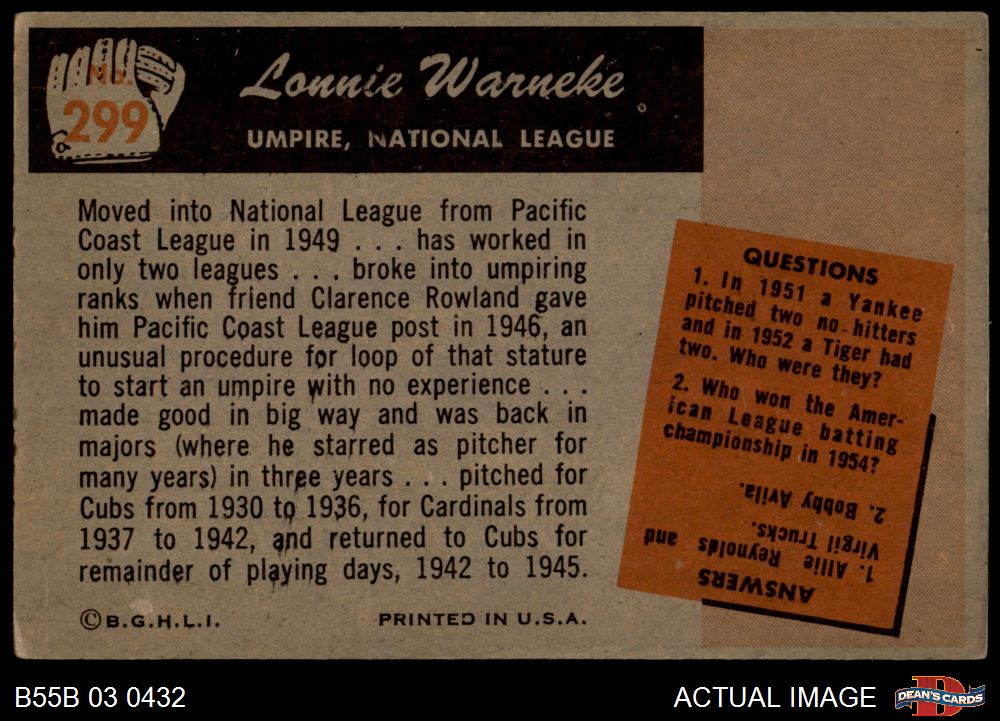 No.
299
Lonnie Warneke
UMPIRE, NATIONAL LEAGUE
Moved into National League from Pacific
Coast League in 1949 . . . has worked in
only two leagues . . . broke into umpiring
ranks when friend Clarence Rowland gave
him Pacific Coast League post in 1946, an
unusual procedure for loop of that stature
to start an umpire with no experience . . .
made good in big way and was back in
majors (where he starred as pitcher for
many years) in three years . . . pitched for
Cubs from 1930 to 1936, for Cardinals from
1937 to 1942, and returned to Cubs for
remainder of playing days, 1942 to 1945.
©B.G.H.L.I.
PRINTED IN U.S.A.
QUESTIONS
1. In 1951 a Yankee
pitched two no-hitters
and in 1952 a Tiger had
two. Who were they?
2. Who won the Amer-
ican League batting
championship in 1954?
ANSWERS
1. Allie Reynolds and
Virgil Trucks.
2. Bobby Avila.
B55B 03 0432
ACTUAL IMAGE
D
DEAN'S CARDS